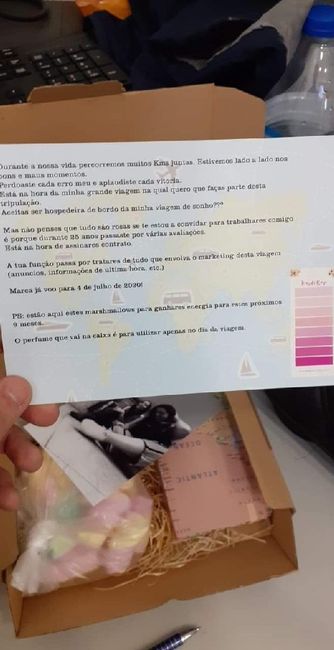 Durante a nossa vida percorremos muitos Kms juntas. Estivemos lado a lado nos
bons e maus momentos.
Perdoaste cada erro meu e aplaudiste cada vitória.
Está na hora da minha grande viagem na qual quero que faças parte desta
tripulação.
Aceitas ser hospedeira de bordo da minha viagem de sonho???
Mas não penses que tudo são rosas se te estou a convidar para trabalhares comigo
é porque durante 25 anos passaste por várias avaliações.
Está na hora de assinares contrato.
A tua função passa por tratares de tudo que envolva o marketing desta viagem
(anuncios, informações de ultima hora, etc.)
Marca já voo para 4 de julho de 2020!
PS: estão aqui estes marshmallows para ganhares energia para estes próximos
9 meses.
O perfume que vai na caixa é para utilizar apenas no dia da viagem
ATLANTIC
OCEAN